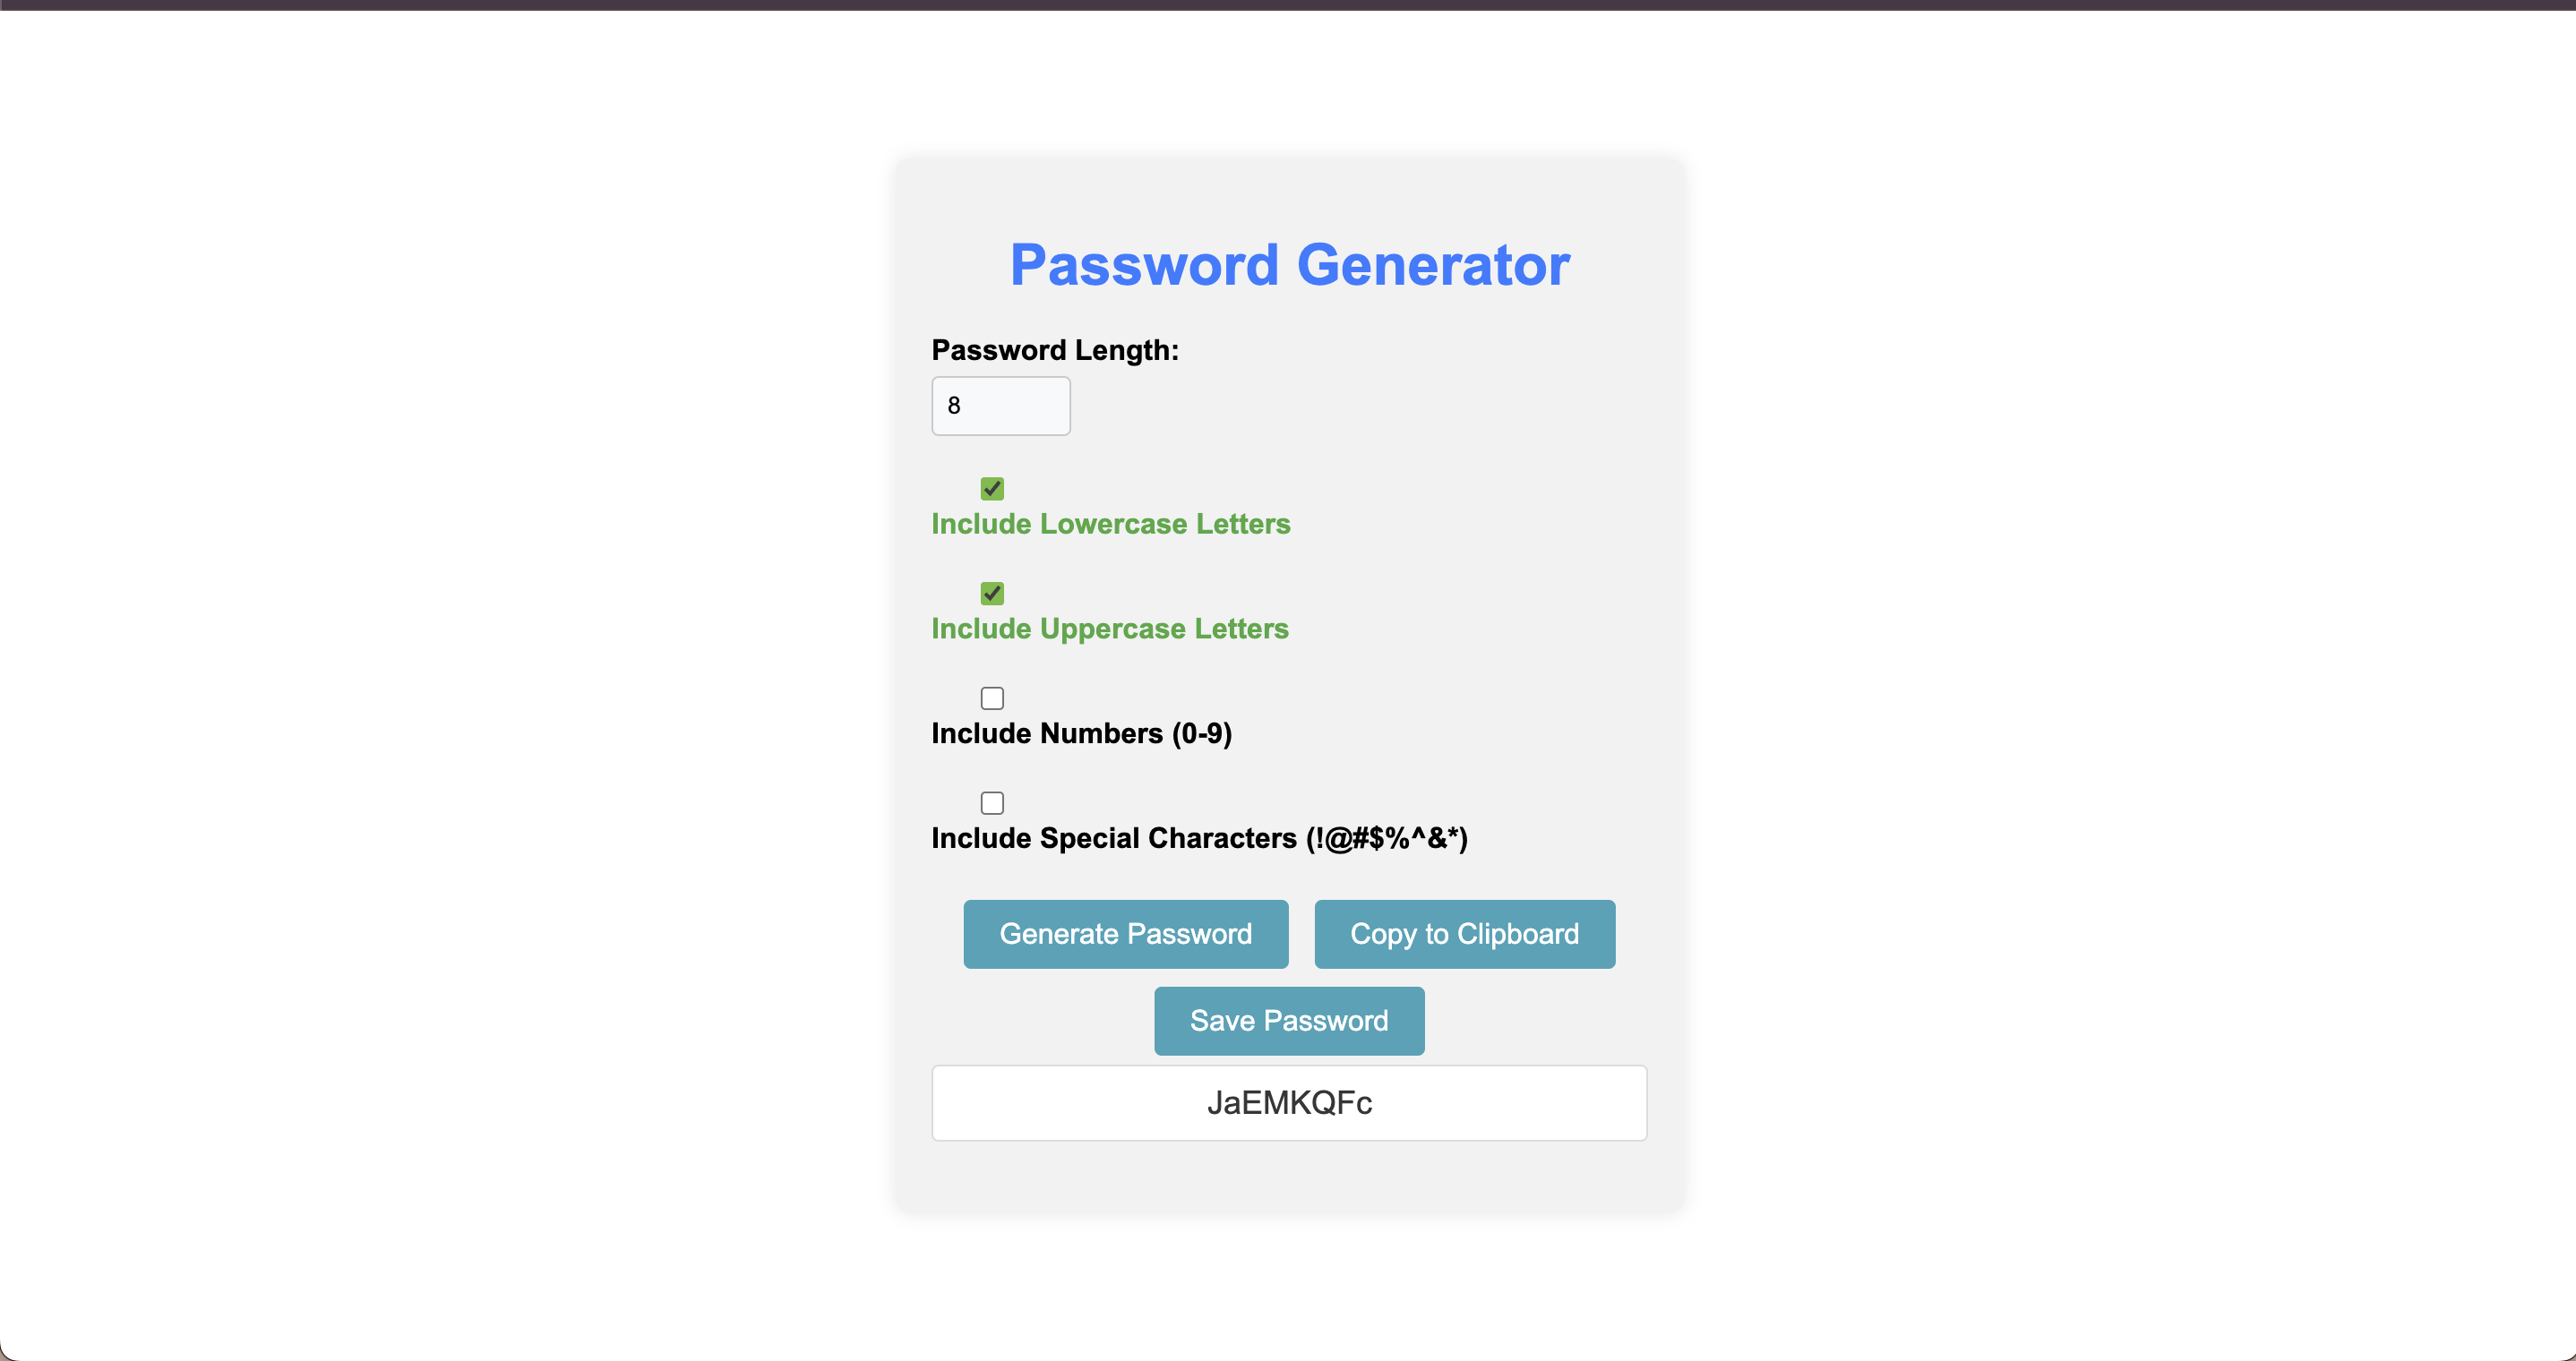 Password Generator
Password Length:
8
Include Lowercase Letters
Include Uppercase Letters
Include Numbers (0-9)
Include Special Characters (!@#$%^&*)
Generate Password
Copy to Clipboard
Save Password
JaEMKQFc